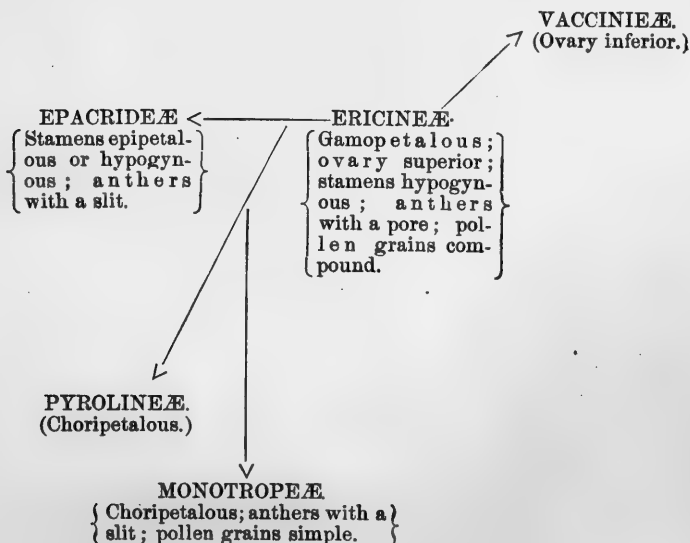 VACCINIEÆ.
(Ovary inferior.)
EPACRIDEÆ
Stamens epipetal-
ous or hypogyn-
ous; anthers
with a slit.
ERICINEÆ.
Gamopetalous;
ovary superior;
stamens hypogyn-
ous; anthers
with a pore; pol-
len grains com-
pound.
PYROLINEÆ.
(Choripetalous.)
MONOTROPEÆ.
Choripetalous; anthers with a
slit; pollen grains simple.